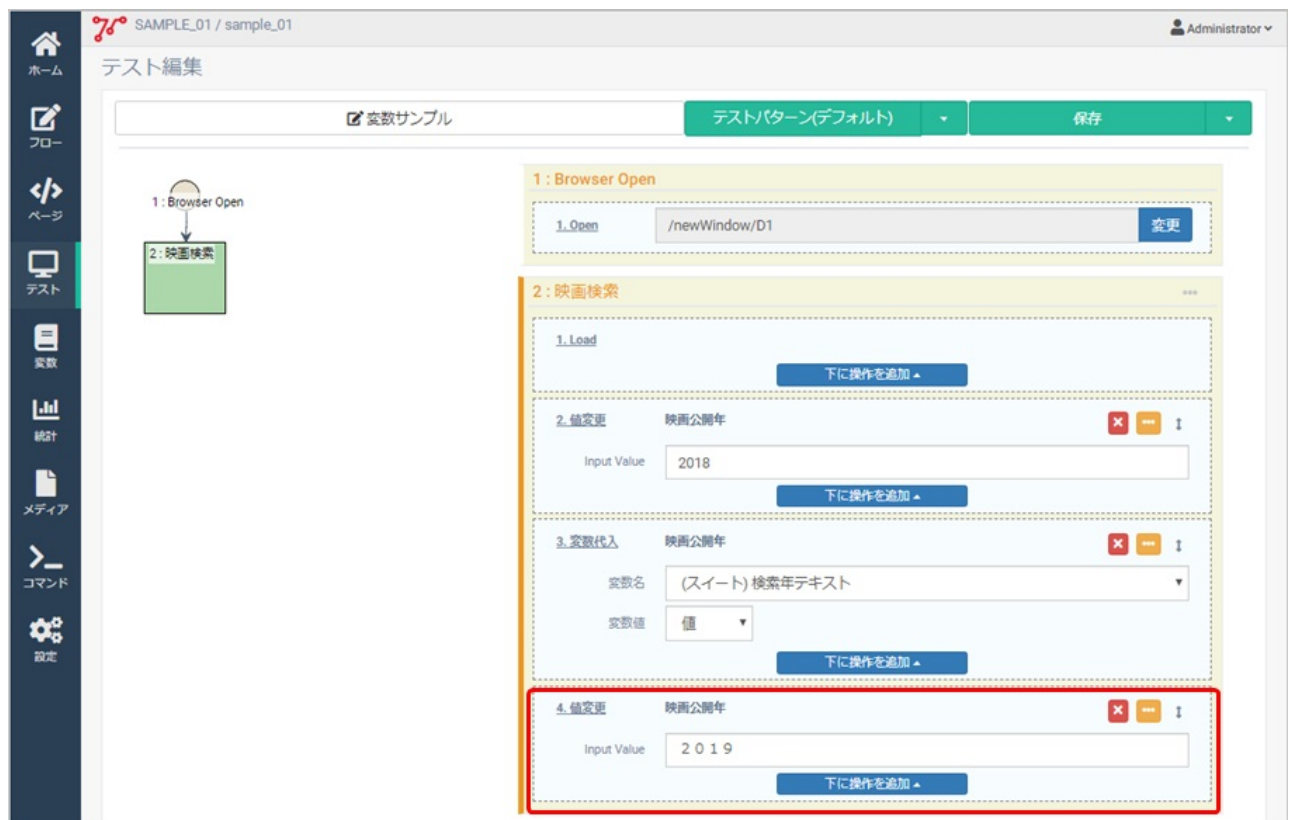 SAMPLE_01 / sample_01
Administrator
ホーム
フロー
ページ
テスト
変数
統計
メディア
コマンド
設定
テスト編集
変数サンプル
テストパターン(デフォルト)
保存
1 : Browser Open
2 : 映画検索
1 : Browser Open
1. Open
/newWindow/D1
変更
2 : 映画検索
1. Load
下に操作を追加
2. 値変更 映画公開年
Input Value 2018
下に操作を追加
3. 変数代入 映画公開年
変数名 (スイート) 検索年テキスト
変数値 値
下に操作を追加
4. 値変更 映画公開年
Input Value ２０１９
下に操作を追加